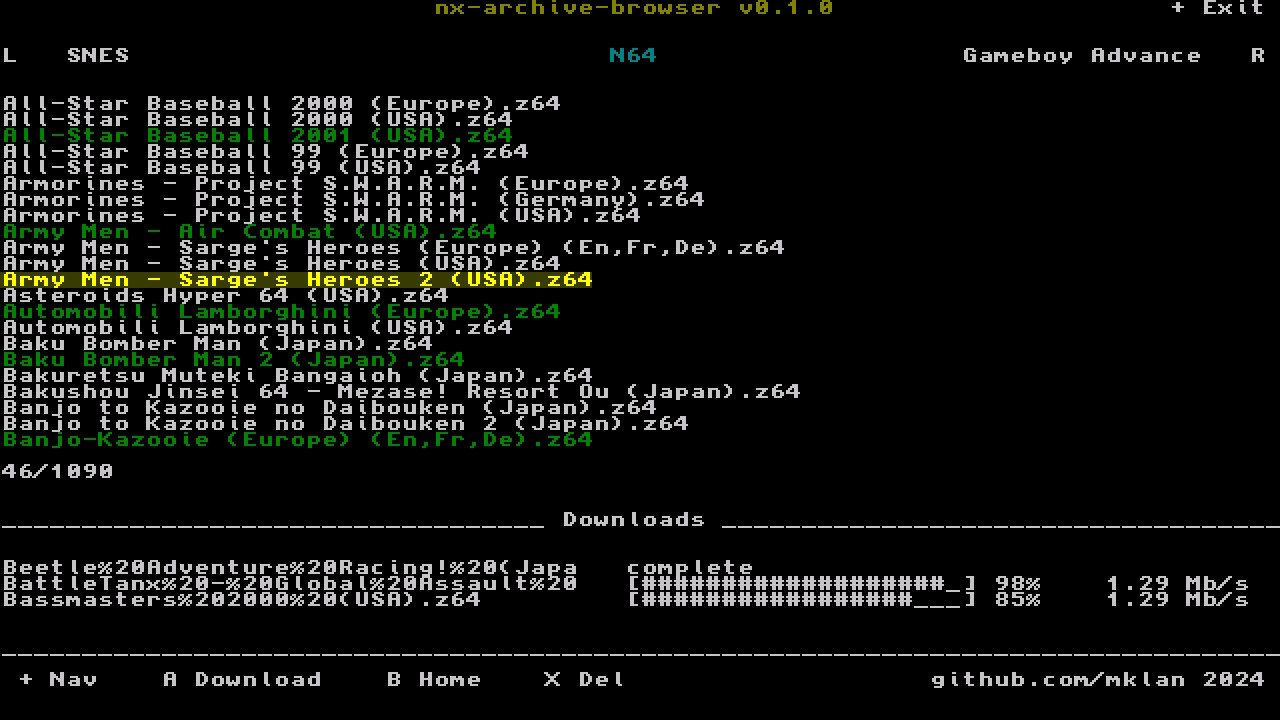 nx-archive-browser v0.1.0 + Exit
L SNES N64 Gameboy Advance R
All-Star Baseball 2000 (Europe).z64
All-Star Baseball 2000 (USA).z64
All-Star Baseball 2001 (USA).z64
All-Star Baseball 99 (Europe).z64
All-Star Baseball 99 (USA).z64
Armorines - Project S.W.A.R.M. (Europe).z64
Armorines - Project S.W.A.R.M. (Germany).z64
Armorines - Project S.W.A.R.M. (USA).z64
Army Men - Air Combat (USA).z64
Army Men - Sarge's Heroes (Europe) (En,Fr,De).z64
Army Men - Sarge's Heroes (USA).z64
Army Men - Sarge's Heroes 2 (USA).z64
Asteroids Hyper 64 (USA).z64
Automobili Lamborghini (Europe).z64
Automobili Lamborghini (USA).z64
Baku Bomber Man (Japan).z64
Baku Bomber Man 2 (Japan).z64
Bakuretsu Muteki Bangaioh (Japan).z64
Bakushou Jinsei 64 - Mezase! Resort Ou (Japan).z64
Banjo to Kazooie no Daibouken (Japan).z64
Banjo to Kazooie no Daibouken 2 (Japan).z64
Banjo-Kazooie (Europe) (En,Fr,De).z64
46/1090
__________________________________ Downloads ___________________________________
Beetle%20Adventure%20Racing!%20(Japa complete
BattleTanx%20-%20Global%20Assault%20 [###################_] 98% 1.29 Mb/s
Bassmasters%202000%20(USA).z64 [#################___] 85% 1.29 Mb/s
________________________________________________________________________________
+ Nav A Download B Home X Del github.com/mklan 2024